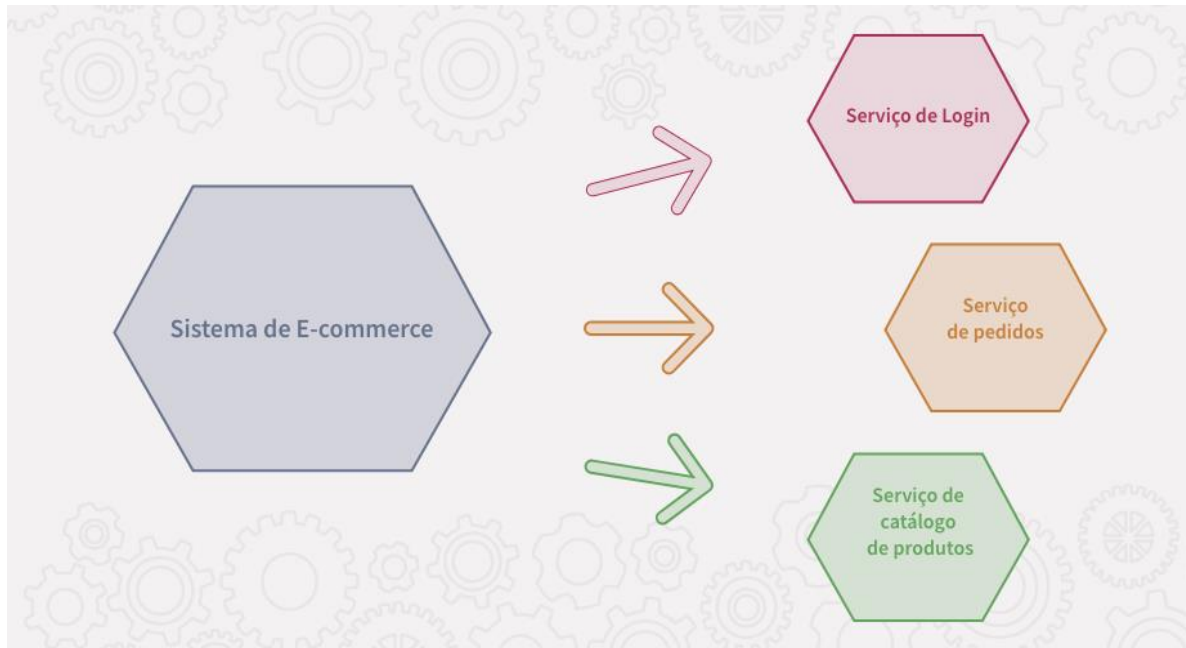 Serviço de Login
Sistema de E-commerce
Serviço
de pedidos
Serviço de
catálogo
de produtos